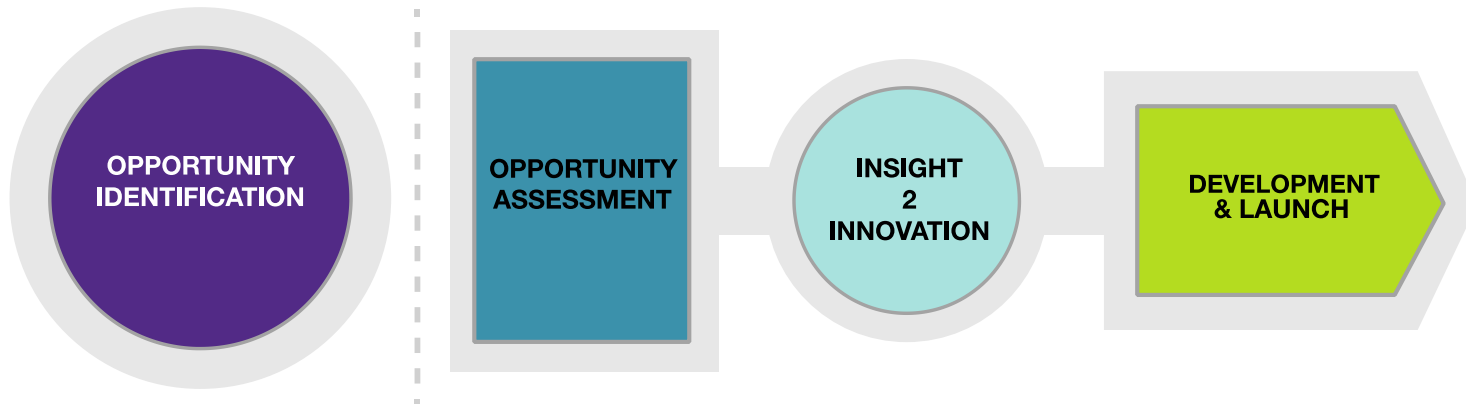 OPPORTUNITY
IDENTIFICATION
OPPORTUNITY
ASSESSMENT
INSIGHT
2
INNOVATION
DEVELOPMENT
& LAUNCH